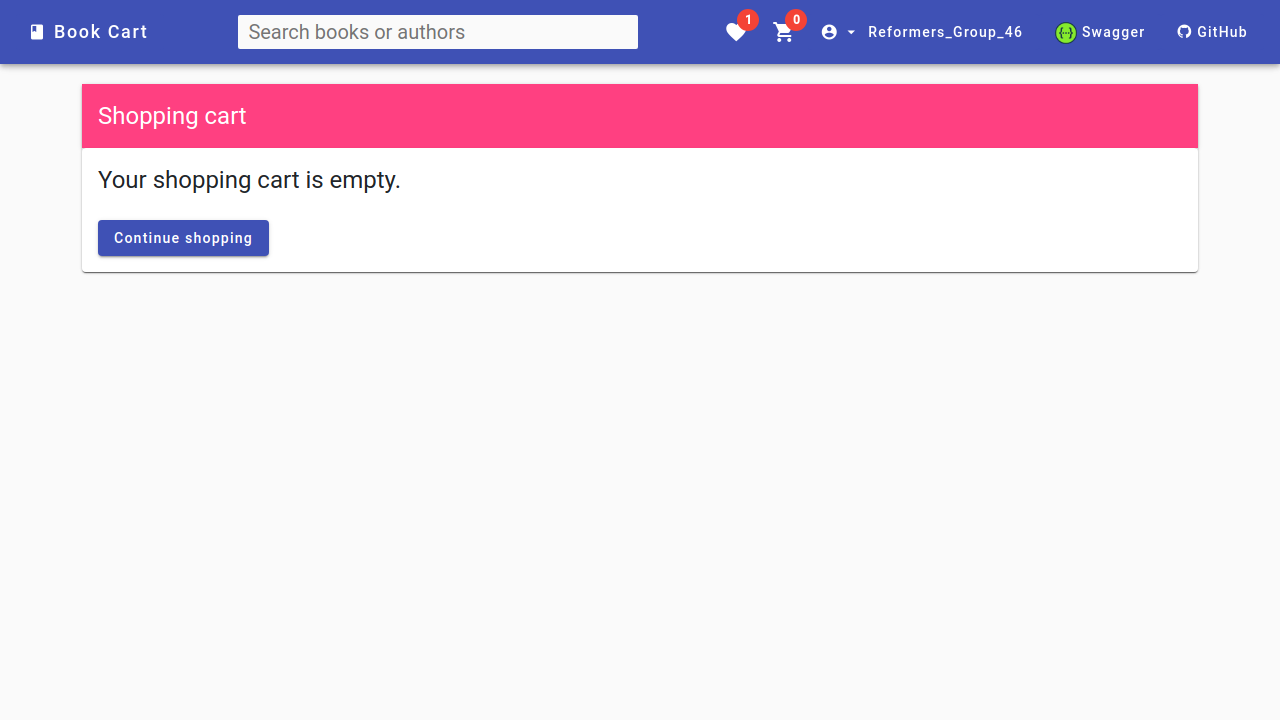 Book Cart
Search books or authors
1
0
Reformers_Group_46
Swagger
GitHub
Shopping cart
Your shopping cart is empty.
Continue shopping